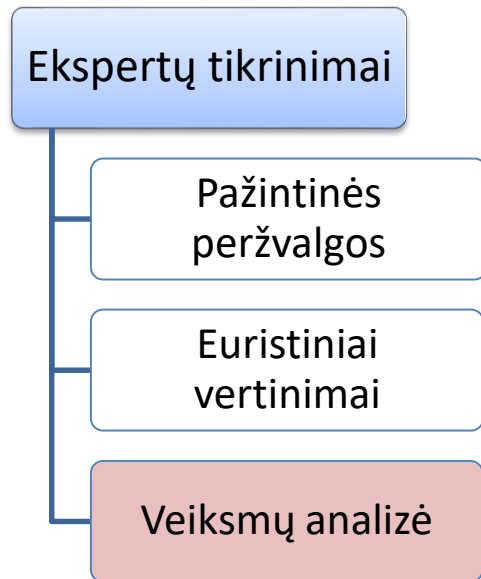 Ekspertų tikrinimai
Pažintinės
peržvalgos
Euristiniai
vertinimai
Veiksmų analizė